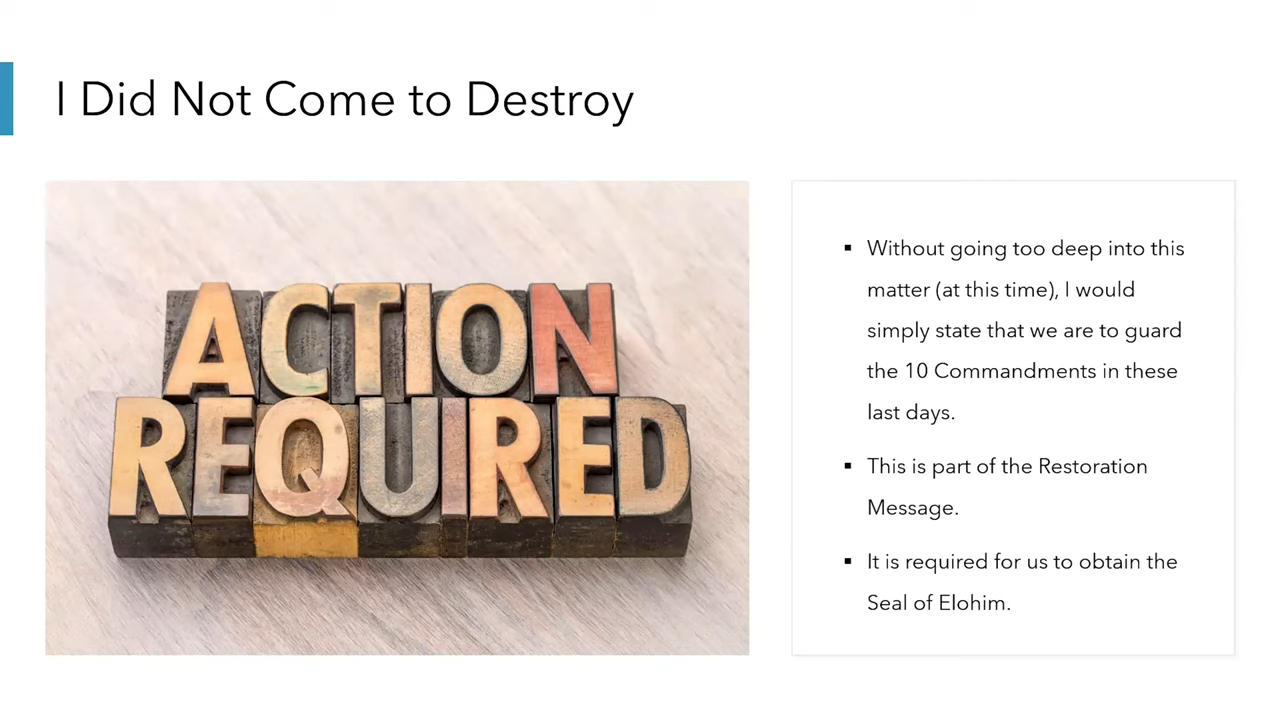 I Did Not Come to Destroy
ACTION
REQUIRED
▪ Without going too deep into this
matter (at this time), I would
simply state that we are to guard
the 10 Commandments in these
last days.
▪ This is part of the Restoration
Message.
▪ It is required for us to obtain the
Seal of Elohim.